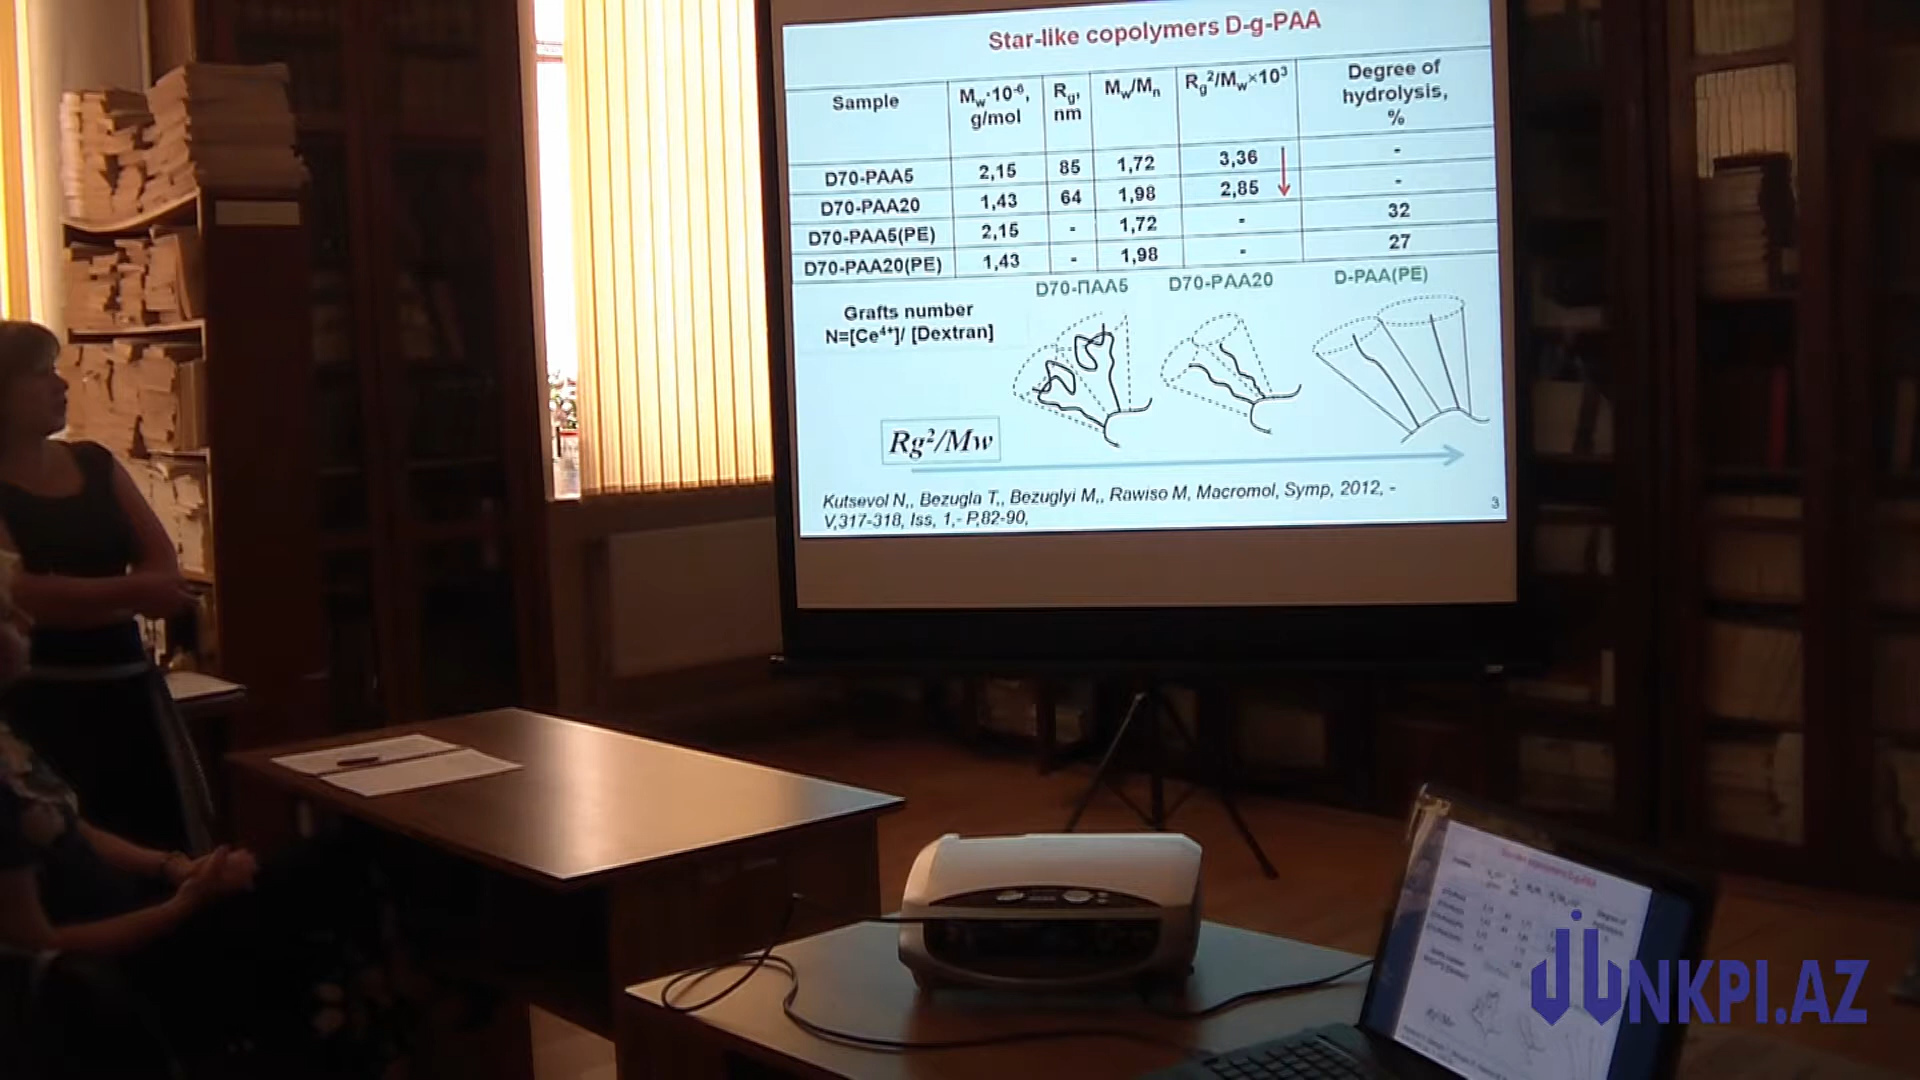 Star-like copolymers D-g-PAA
Sample Mw·10-6, g/mol Rg, nm Mw/Mn Rg2/Mw×103 Degree of hydrolysis, %
D70-PAA5 2,15 85 1,72 3,36 -
D70-PAA20 1,43 64 1,98 2,85 -
D70-PAA5(PE) 2,15 - 1,72 - 32
D70-PAA20(PE) 1,43 - 1,98 - 27
D70-ПАА5 D70-PAA20 D-PAA(PE)
Grafts number
N=[Ce4+]/ [Dextran]
Rg2/Mw
Kutsevol N,, Bezugla T,, Bezuglyi M,, Rawiso M, Macromol, Symp, 2012, -
V,317-318, Iss, 1,- P,82-90,
3
JUNKPI.AZ